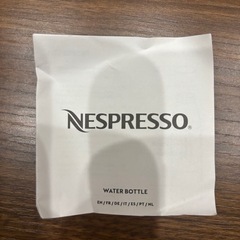 NESPRESSO®
WATER BOTTLE
EN / FR / DE / IT / ES / PT / NL